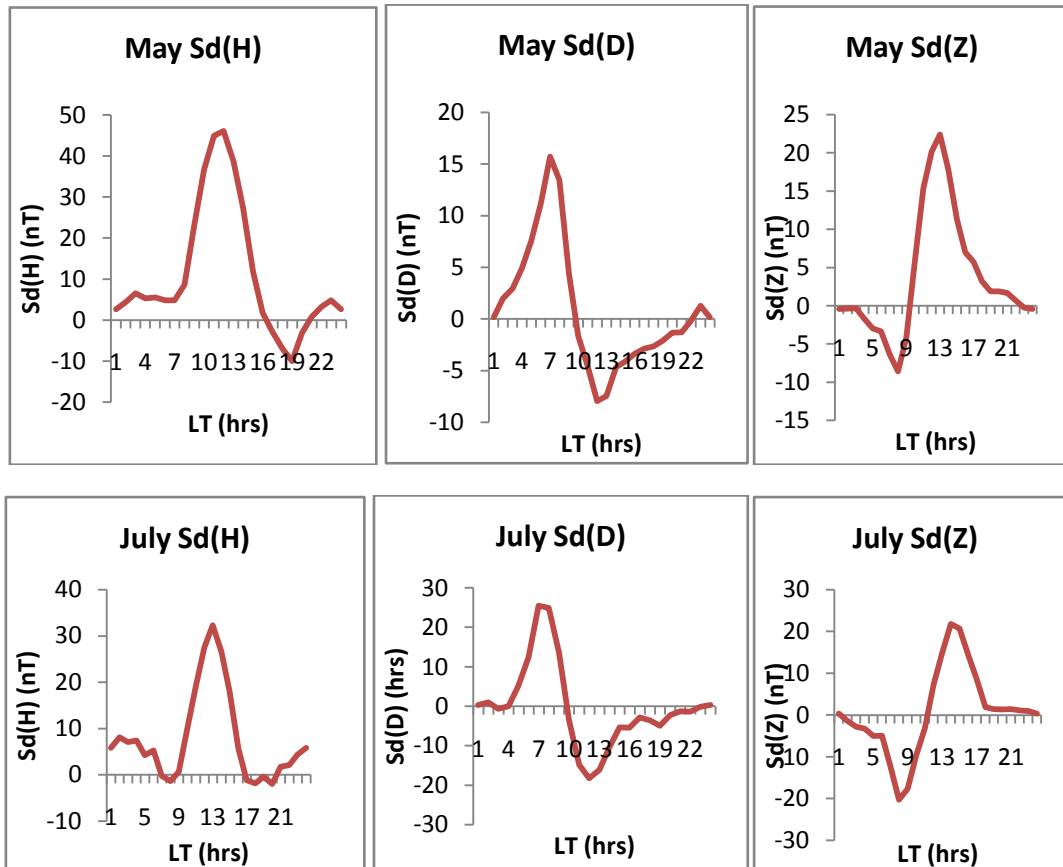 May Sd(H)
Sd(H) (nT)
50
40
30
20
10
0
-10
-20
1 4 7 10 13 16 19 22
LT (hrs)
May Sd(D)
Sd(D) (nT)
20
15
10
5
0
-5
-10
1 4 7 10 13 16 19 22
LT (hrs)
May Sd(Z)
Sd(Z) (nT)
25
20
15
10
5
0
-5
-10
-15
1 5 9 13 17 21
LT (hrs)
July Sd(H)
Sd(H) (nT)
40
30
20
10
0
-10
1 5 9 13 17 21
LT (hrs)
July Sd(D)
Sd(D) (hrs)
30
20
10
0
-10
-20
-30
1 4 7 10 13 16 19 22
LT (hrs)
July Sd(Z)
Sd(Z) (nT)
30
20
10
0
-10
-20
-30
1 5 9 13 17 21
LT (hrs)